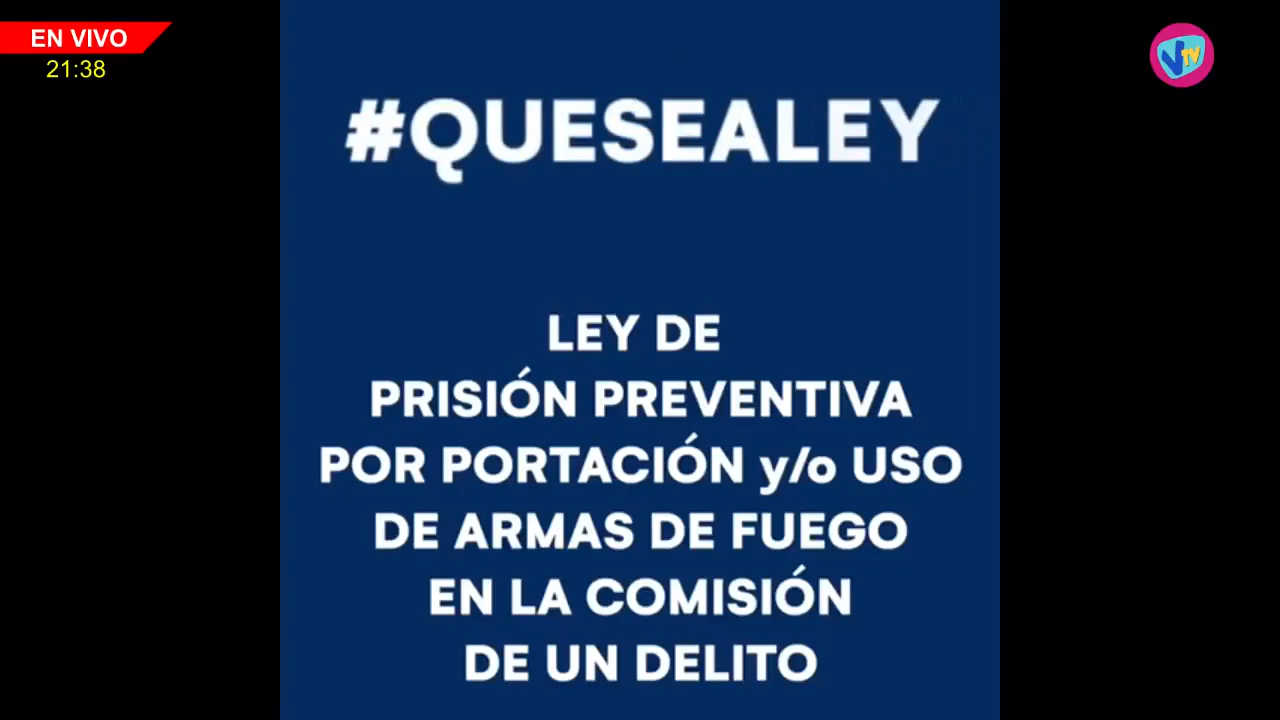 EN VIVO
21:38
VTV
#QUESEALEY
LEY DE
PRISIÓN PREVENTIVA
POR PORTACIÓN y/o USO
DE ARMAS DE FUEGO
EN LA COMISIÓN
DE UN DELITO